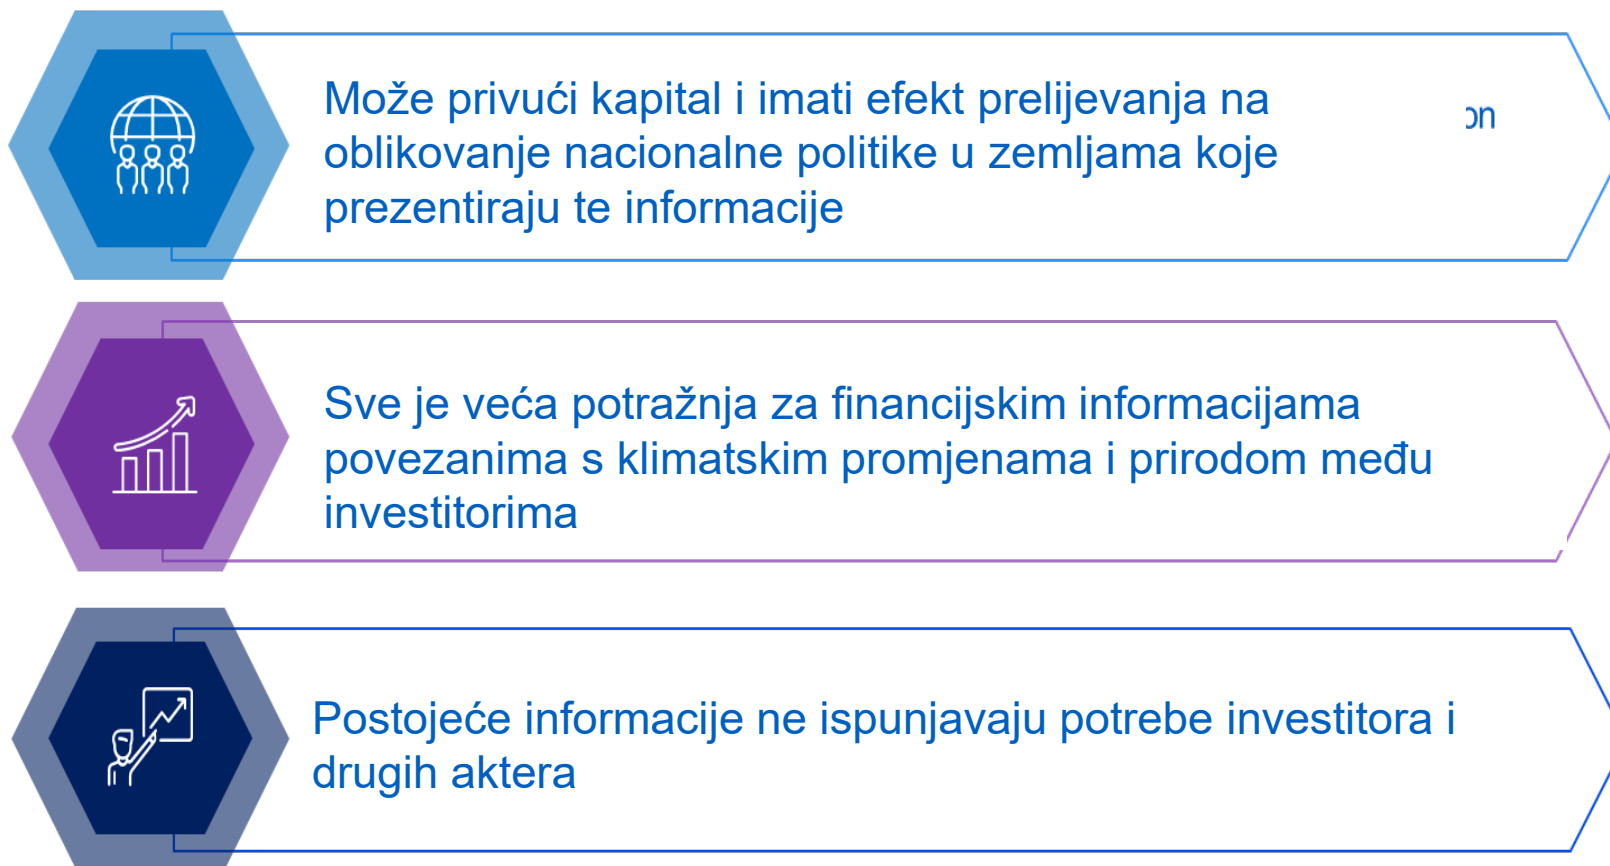 Može privući kapital i imati efekt prelijevanja na
oblikovanje nacionalne politike u zemljama koje
prezentiraju te informacije
Sve je veća potražnja za financijskim informacijama
povezanima s klimatskim promjenama i prirodom među
investitorima
Postojeće informacije ne ispunjavaju potrebe investitora i
drugih aktera